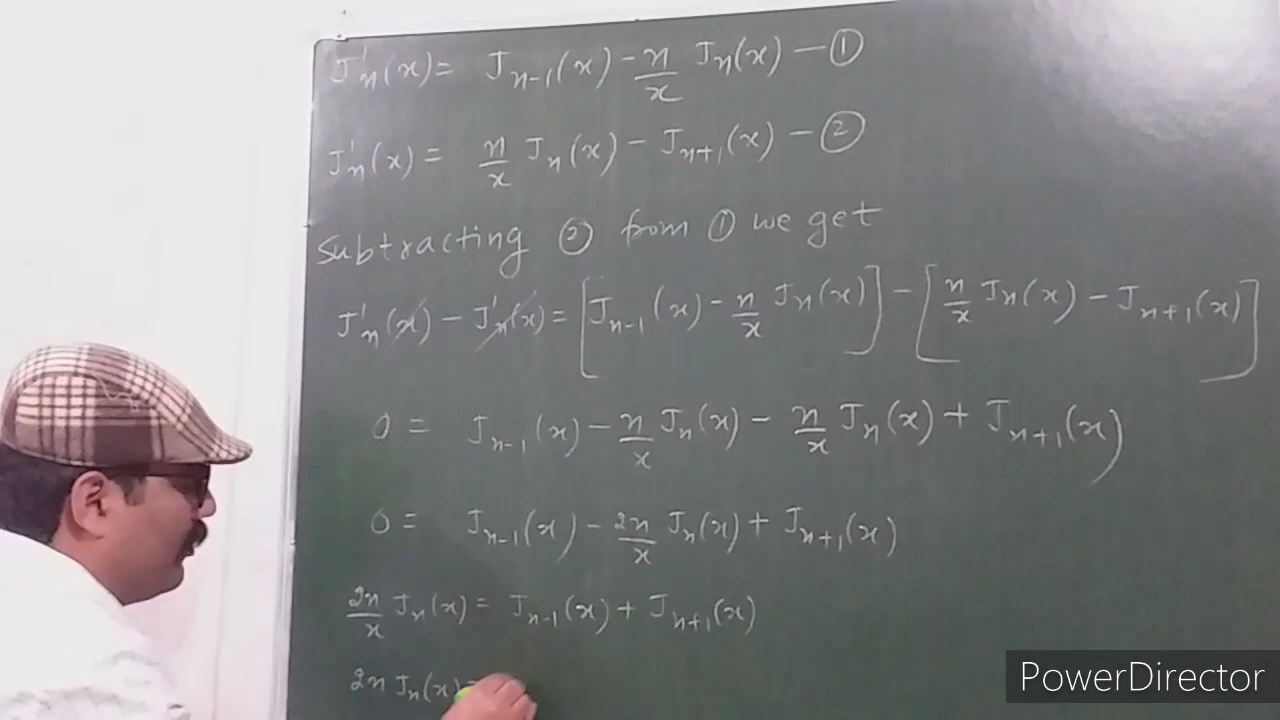 J'n(x) = Jn-1(x) - n/x Jn(x) - ①
J'n(x) = n/x Jn(x) - Jn+1(x) - ②
Subtracting ② from ① we get
J'n(x) - J'n(x) = [Jn-1(x) - n/x Jn(x)] - [n/x Jn(x) - Jn+1(x)]
0 = Jn-1(x) - n/x Jn(x) - n/x Jn(x) + Jn+1(x)
0 = Jn-1(x) - 2n/x Jn(x) + Jn+1(x)
2n/x Jn(x) = Jn-1(x) + Jn+1(x)
2n Jn(x) =
PowerDirector